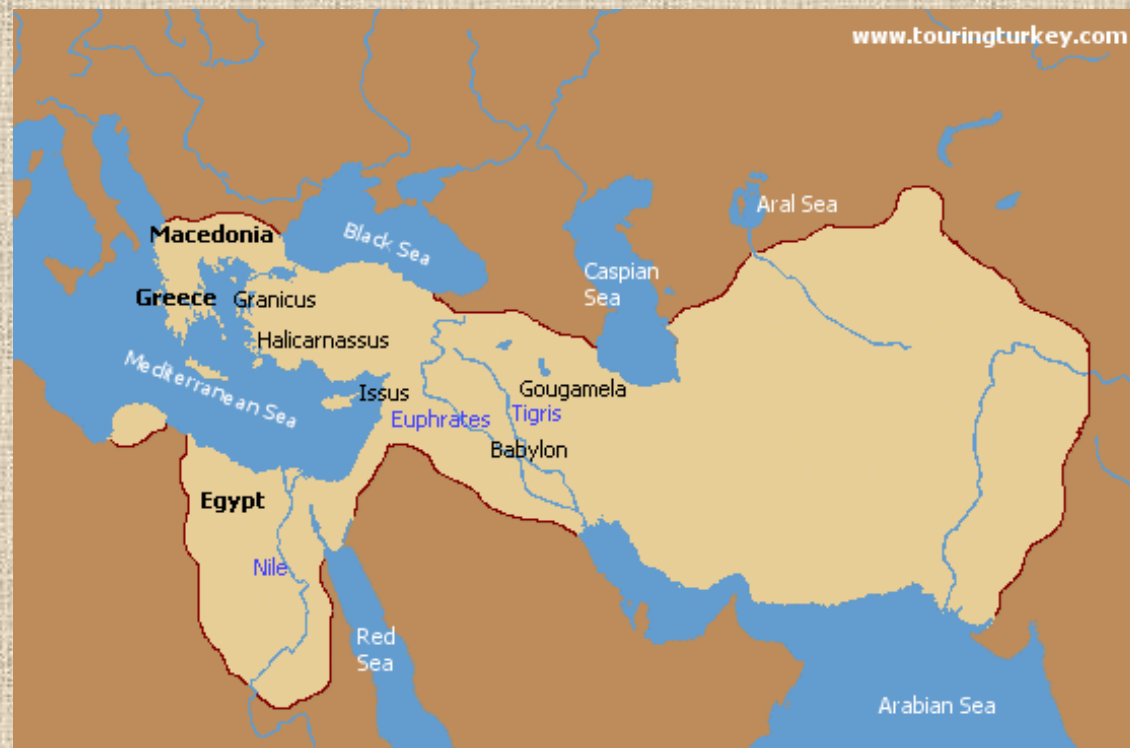 www.touringturkey.com
Aral Sea
Macedonia
Black Sea
Caspian
Sea
Greece
Granicus
Halicarnassus
Mediterranean Sea
Issus
Gougamela
Euphrates
Tigris
Babylon
Egypt
Nile
Red
Sea
Arabian Sea